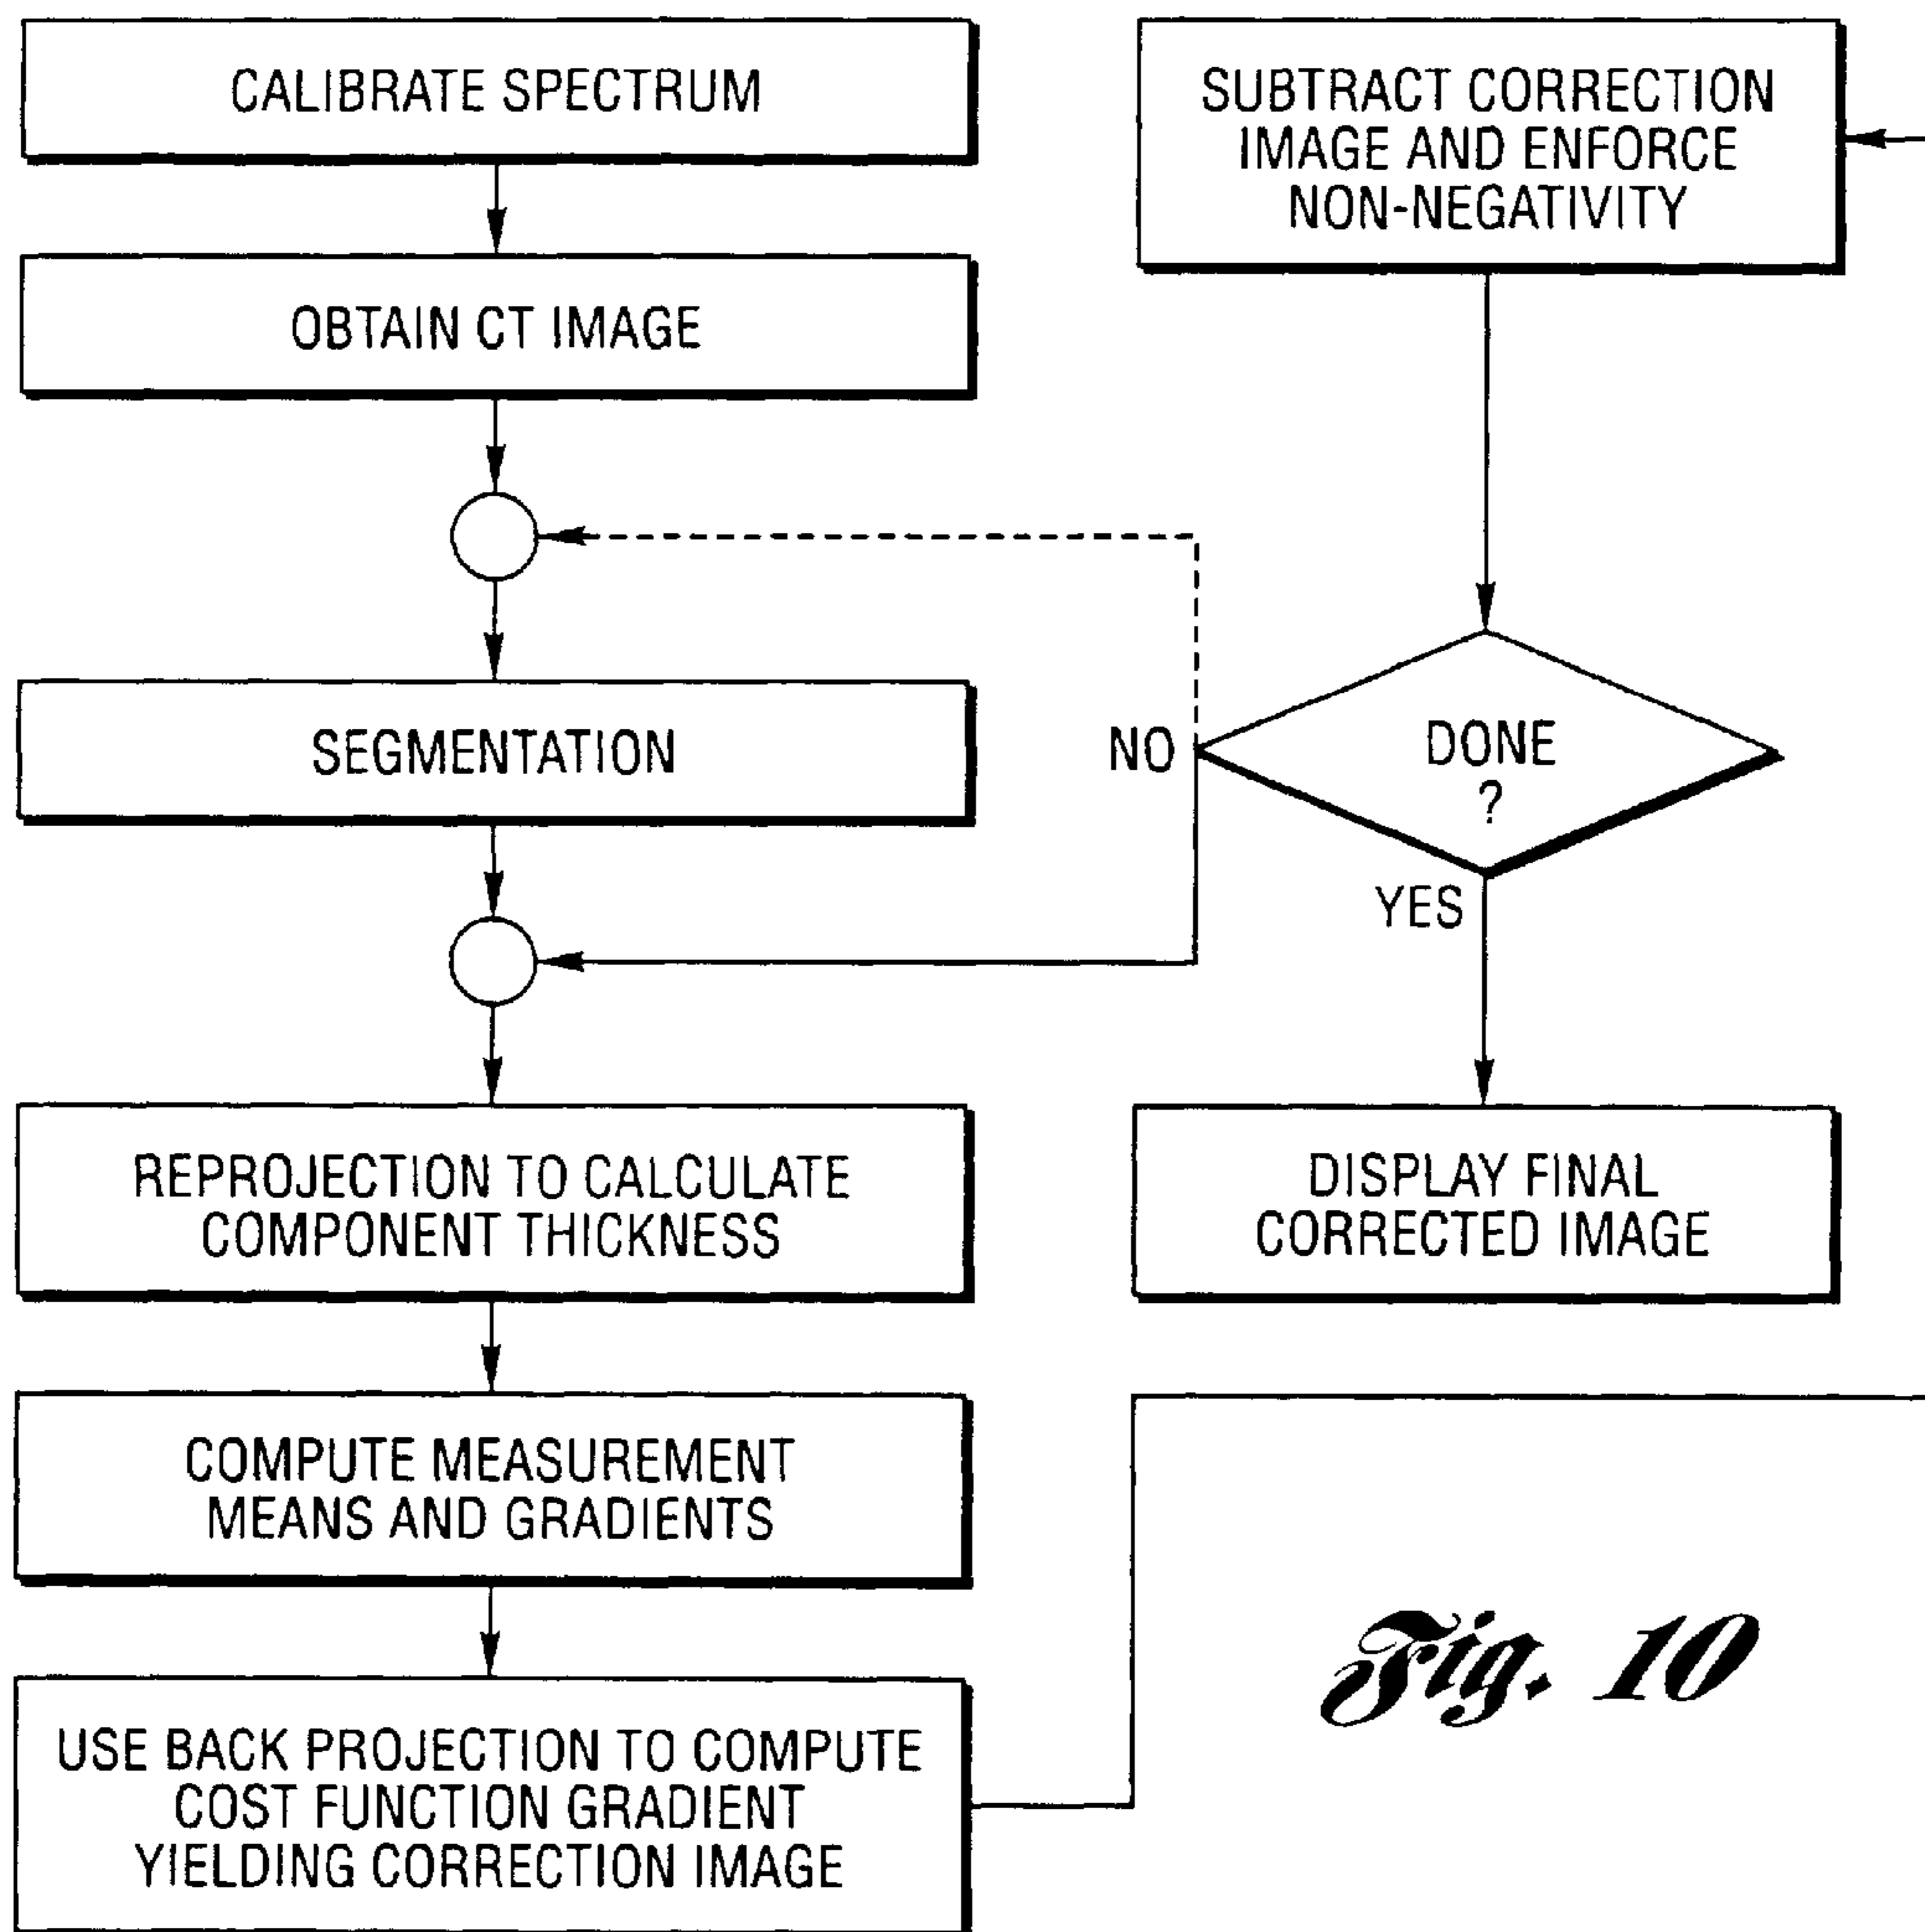 CALIBRATE SPECTRUM
OBTAIN CT IMAGE
SEGMENTATION
REPROJECTION TO CALCULATE
COMPONENT THICKNESS
COMPUTE MEASUREMENT
MEANS AND GRADIENTS
USE BACK PROJECTION TO COMPUTE
COST FUNCTION GRADIENT
YIELDING CORRECTION IMAGE
SUBTRACT CORRECTION
IMAGE AND ENFORCE
NON-NEGATIVITY
DONE
?
NO
YES
DISPLAY FINAL
CORRECTED IMAGE
Fig. 10